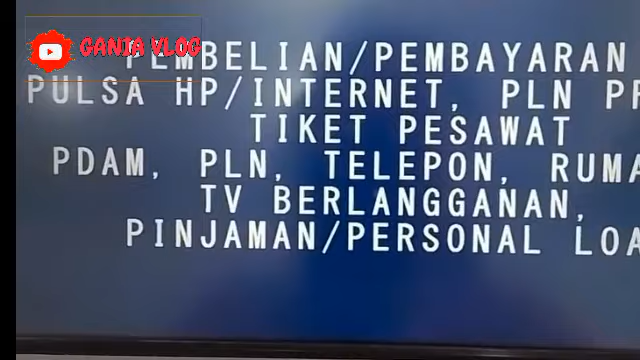 GANIA VLOG
PEMBELIAN/PEMBAYARAN
PULSA HP/INTERNET, PLN
TIKET PESAWAT
PDAM, PLN, TELEPON,
TV BERLANGGANAN,
PINJAMAN/PERSONAL